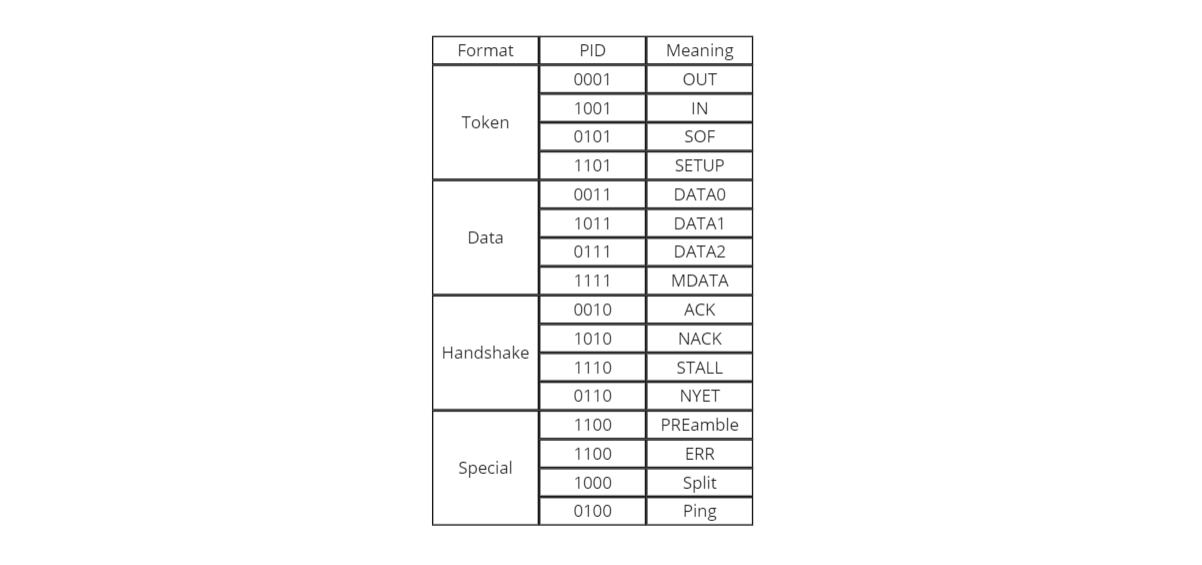 Format PID Meaning
Token
0001 OUT
1001 IN
0101 SOF
1101 SETUP
Data
0011 DATA0
1011 DATA1
0111 DATA2
1111 MDATA
Handshake
0010 ACK
1010 NACK
1110 STALL
0110 NYET
Special
1100 PREamble
1100 ERR
1000 Split
0100 Ping